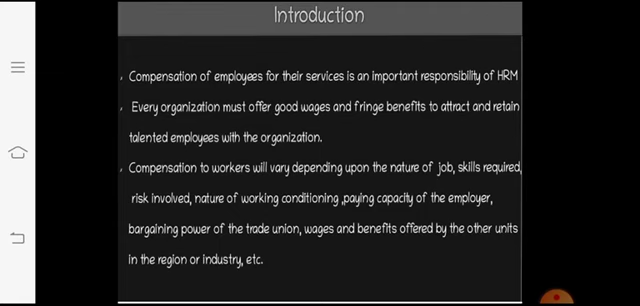 Introduction
Compensation of employees for their services is an important responsibility of HRM
Every organization must offer good wages and fringe benefits to attract and retain
talented employees with the organization.
Compensation to workers will vary depending upon the nature of job, skills required,
risk involved, nature of working conditioning ,paying capacity of the employer,
bargaining power of the trade union, wages and benefits offered by the other units
in the region or industry, etc.